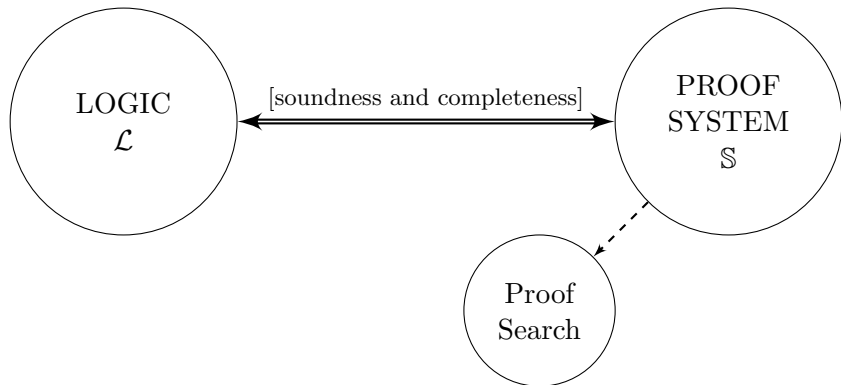 LOGIC
ℒ
[soundness and completeness]
PROOF
SYSTEM
𝕊
Proof
Search